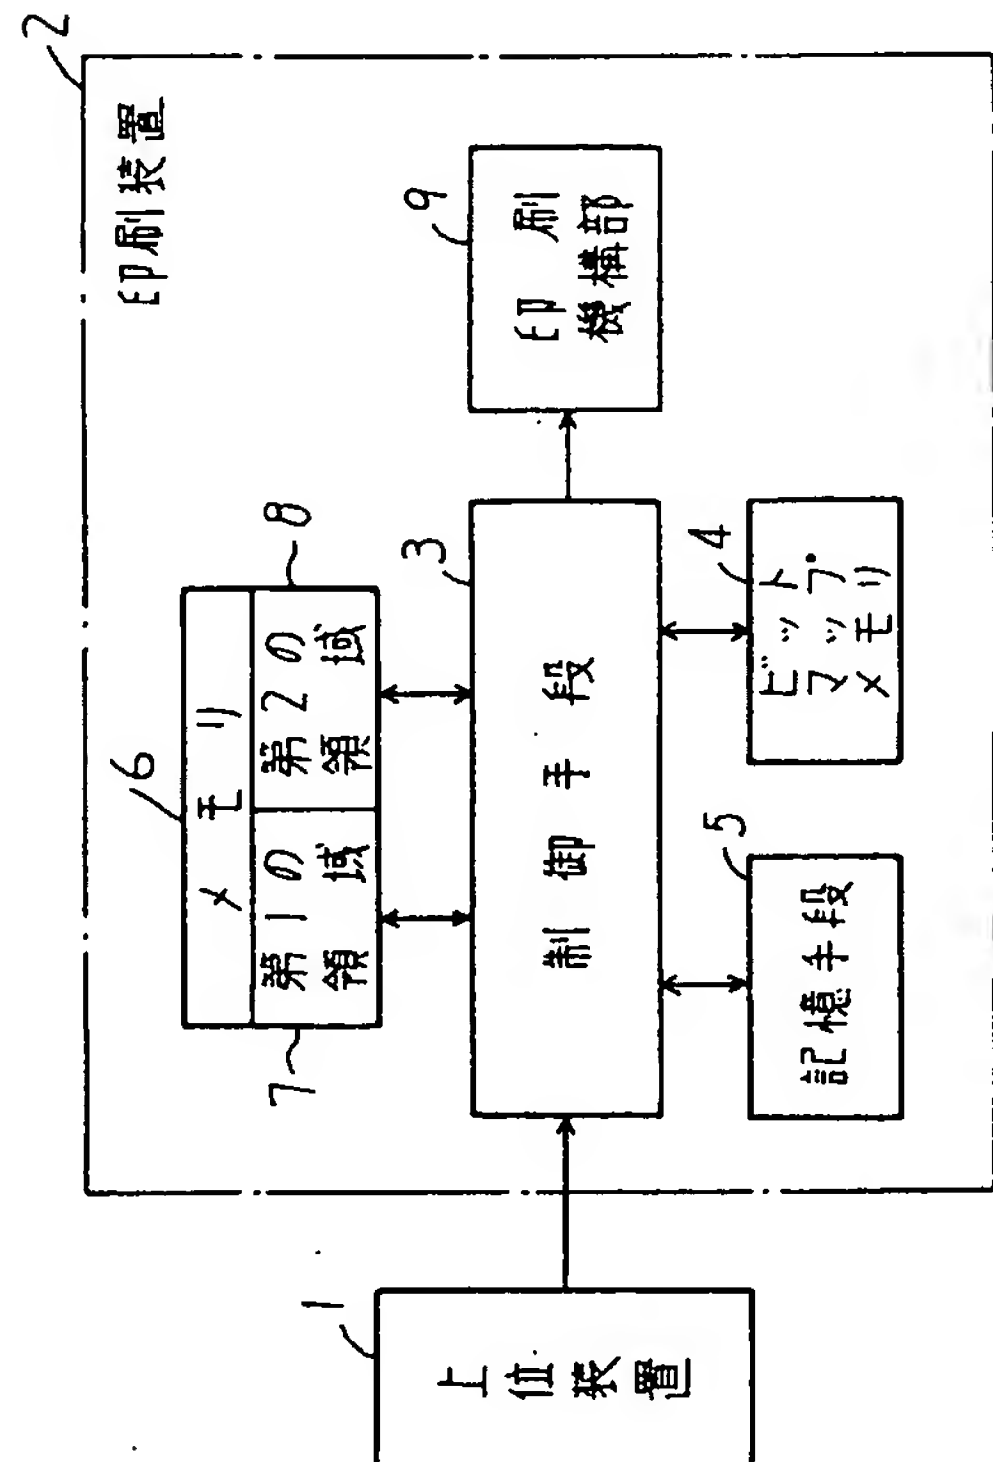 2
印刷装置
6
メモリ
7
第1の
領域
8
第2の
領域
3
制御手段
9
印刷
機構部
1
上位装置
5
記憶手段
4
ビット
マップ
メモリ